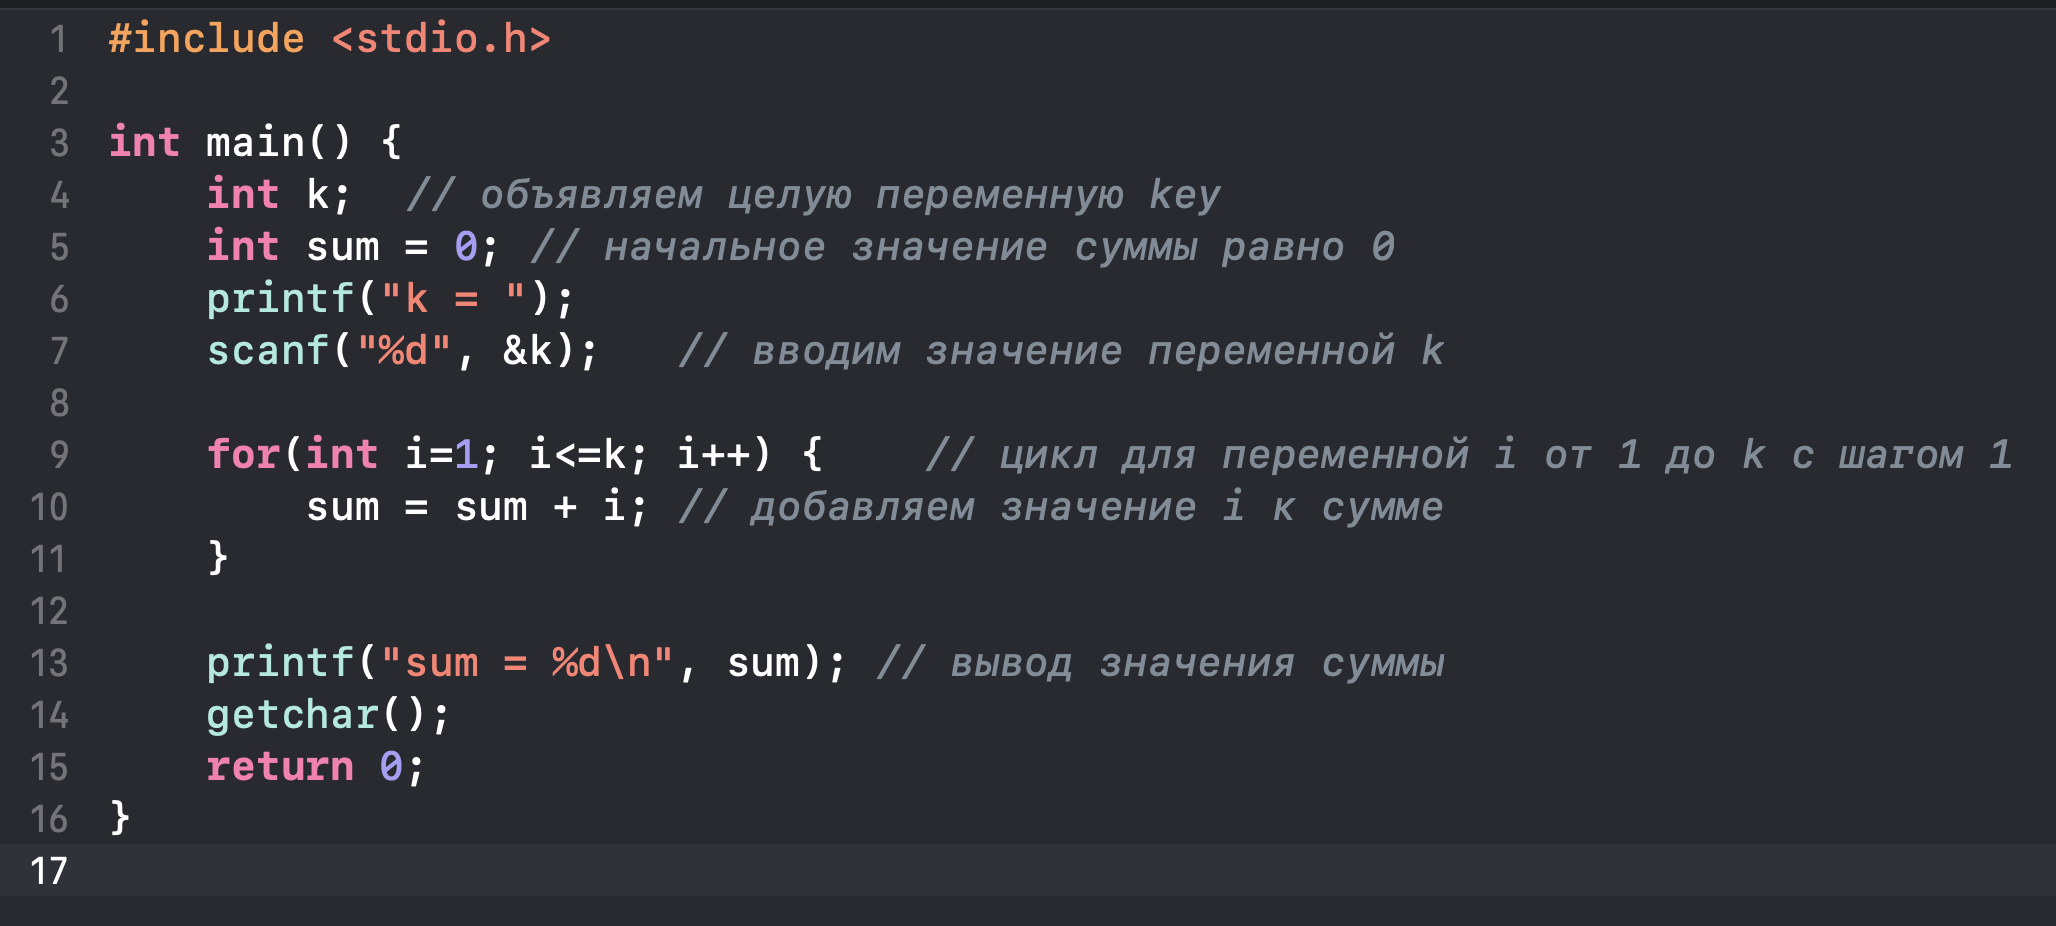 1 #include <stdio.h>
2
3 int main() {
4     int k;  // объявляем целую переменную key
5     int sum = 0; // начальное значение суммы равно 0
6     printf("k = ");
7     scanf("%d", &k);   // вводим значение переменной k
8
9     for(int i=1; i<=k; i++) {    // цикл для переменной i от 1 до k с шагом 1
10         sum = sum + i; // добавляем значение i к сумме
11     }
12
13     printf("sum = %d\n", sum); // вывод значения суммы
14     getchar();
15     return 0;
16 }
17